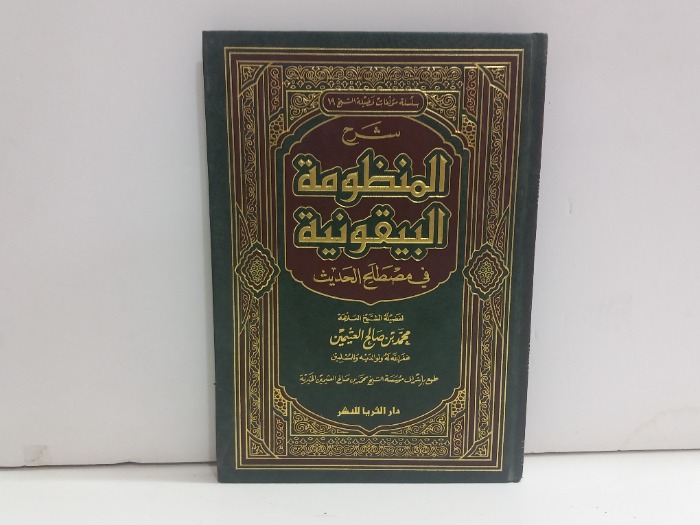 سلسلة مؤلفات فضيلة الشيخ ١٩
شرح
المنظومة
البيقونية
في مصطلح الحديث
لفضيلة الشيخ العلامة
محمد بن صالح العثيمين
غفر الله له ولوالديه وللمسلمين
طبع بإشراف مؤسسة الشيخ محمد بن صالح العثيمين الخيرية
دار الثريا للنشر